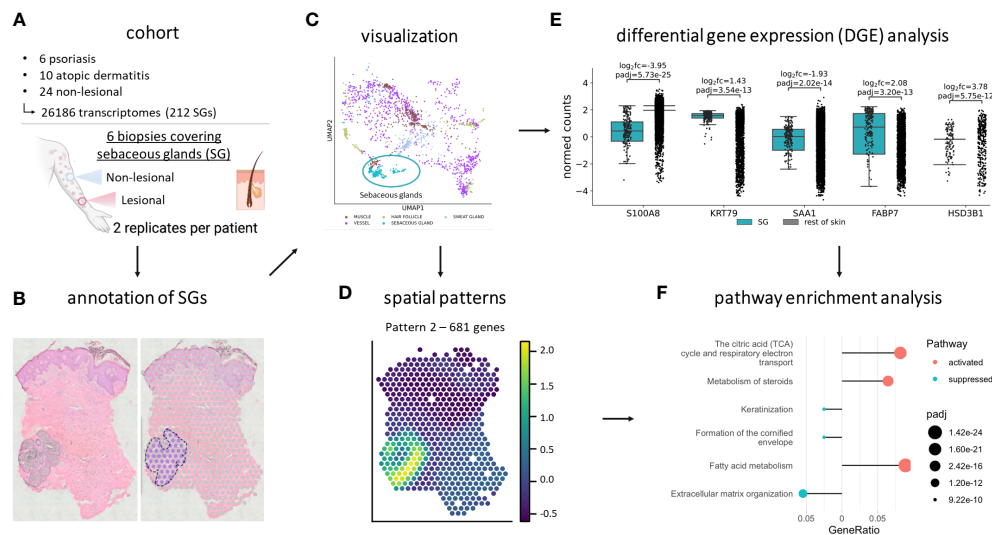 A
cohort
• 6 psoriasis
• 10 atopic dermatitis
• 24 non-lesional
26186 transcriptomes (212 SGs)
6 biopsies covering
sebaceous glands (SG)
Non-lesional
Lesional
2 replicates per patient
B
annotation of SGs
C
visualization
UMAP2
Sebaceous glands
UMAP1
MUSCLE
HAIR FOLLICLE
SWEAT GLAND
VESSEL
SEBACEOUS GLAND
D
spatial patterns
Pattern 2 – 681 genes
2.0
1.5
1.0
0.5
0.0
-0.5
E
differential gene expression (DGE) analysis
log2fc=-3.95
padj=5.73e-25
log2fc=1.43
padj=3.54e-13
log2fc=-1.93
padj=2.02e-14
log2fc=2.08
padj=3.20e-13
log2fc=3.78
padj=5.75e-12
normed counts
4
2
0
−2
−4
S100A8
KRT79
SAA1
FABP7
HSD3B1
SG
rest of skin
F
pathway enrichment analysis
The citric acid (TCA)
cycle and respiratory electron
transport
Metabolism of steroids
Keratinization
Formation of the cornified
envelope
Fatty acid metabolism
Extracellular matrix organization
0.05
0
0.05
GeneRatio
Pathway
activated
suppressed
padj
1.42e-24
1.60e-21
2.42e-16
1.20e-12
9.22e-10